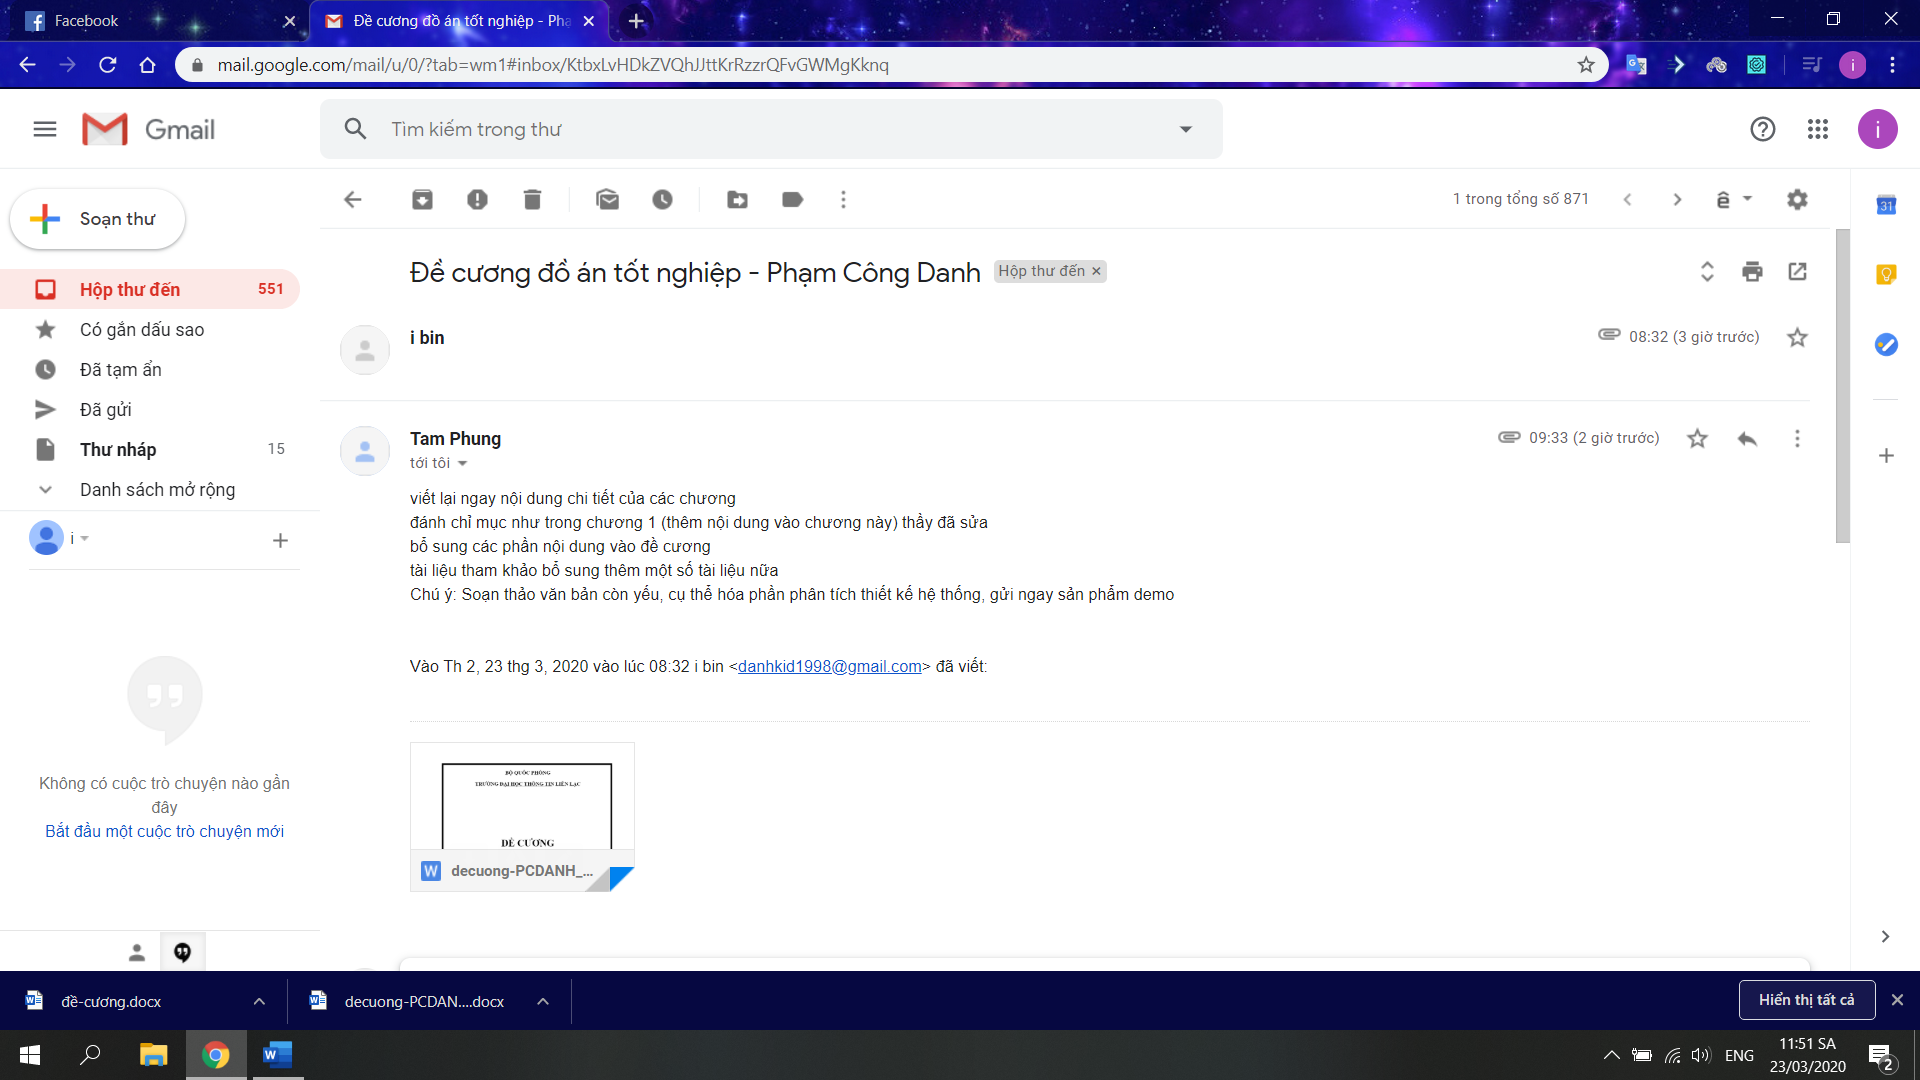 Facebook
Đề cương đồ án tốt nghiệp - Phạ
mail.google.com/mail/u/0/?tab=wm1#inbox/KtbxLvHDkZVQhJJttKrRzzrQFvGWMgKknq
i
Gmail
Tìm kiếm trong thư
i
Soạn thư
1 trong tổng số 871
ê
31
Đề cương đồ án tốt nghiệp - Phạm Công Danh
Hộp thư đến ×
Hộp thư đến 551
Có gắn dấu sao
Đã tạm ẩn
Đã gửi
Thư nháp 15
Danh sách mở rộng
i
Không có cuộc trò chuyện nào gần
đây
Bắt đầu một cuộc trò chuyện mới
i bin
08:32 (3 giờ trước)
Tam Phung
09:33 (2 giờ trước)
tới tôi
viết lại ngay nội dung chi tiết của các chương
đánh chỉ mục như trong chương 1 (thêm nội dung vào chương này) thầy đã sửa
bổ sung các phần nội dung vào đề cương
tài liệu tham khảo bổ sung thêm một số tài liệu nữa
Chú ý: Soạn thảo văn bản còn yếu, cụ thể hóa phần phân tích thiết kế hệ thống, gửi ngay sản phẩm demo
Vào Th 2, 23 thg 3, 2020 vào lúc 08:32 i bin <danhkid1998@gmail.com> đã viết:
BỘ QUỐC PHÒNG
TRƯỜNG ĐẠI HỌC THÔNG TIN LIÊN LẠC
ĐỀ CƯƠNG
W decuong-PCDANH_...
đề-cương.docx
decuong-PCDAN....docx
Hiển thị tất cả
ENG
11:51 SA
23/03/2020
2